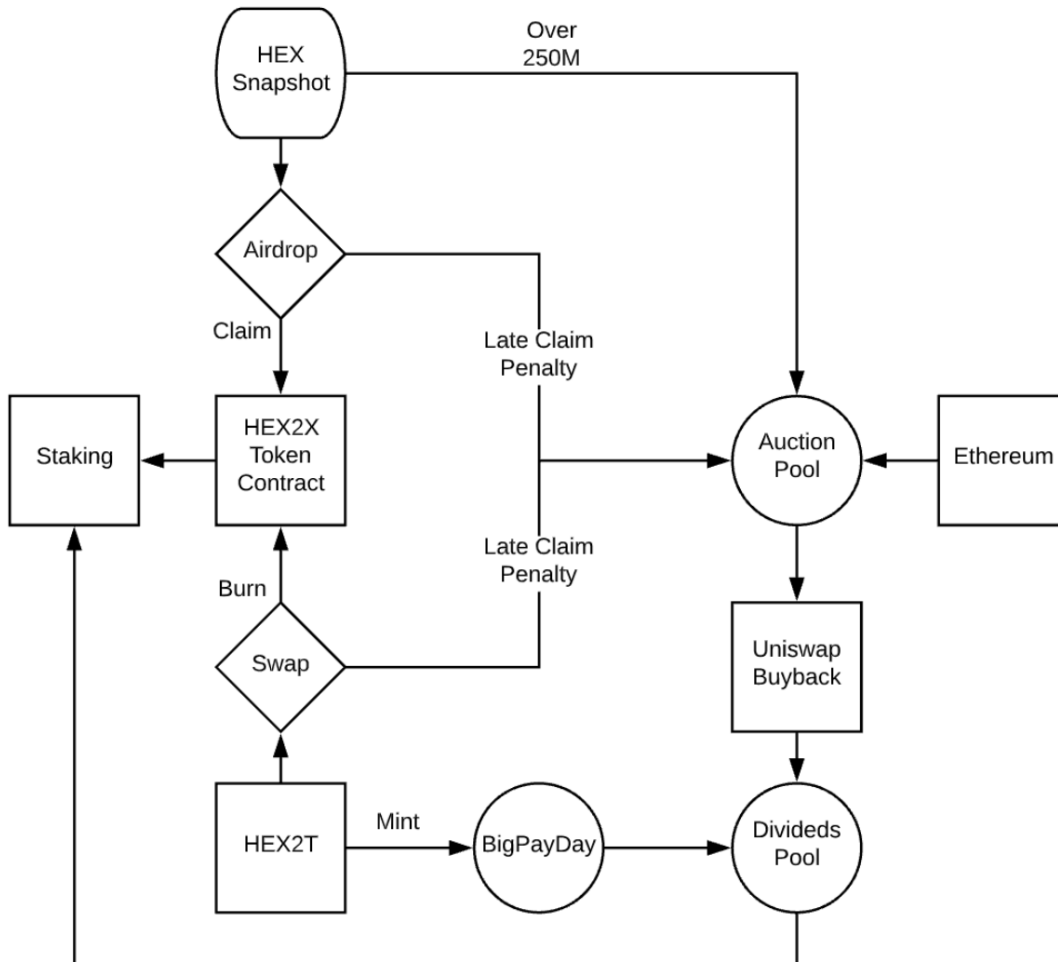 Over
250M
HEX
Snapshot
Airdrop
Claim
Late Claim
Penalty
Staking
HEX2X
Token
Contract
Auction
Pool
Ethereum
Late Claim
Penalty
Burn
Swap
Uniswap
Buyback
HEX2T
Mint
BigPayDay
Divideds
Pool